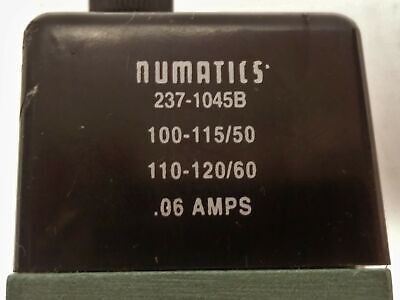 numatics
237-1045B
100-115/50
110-120/60
.06 AMPS